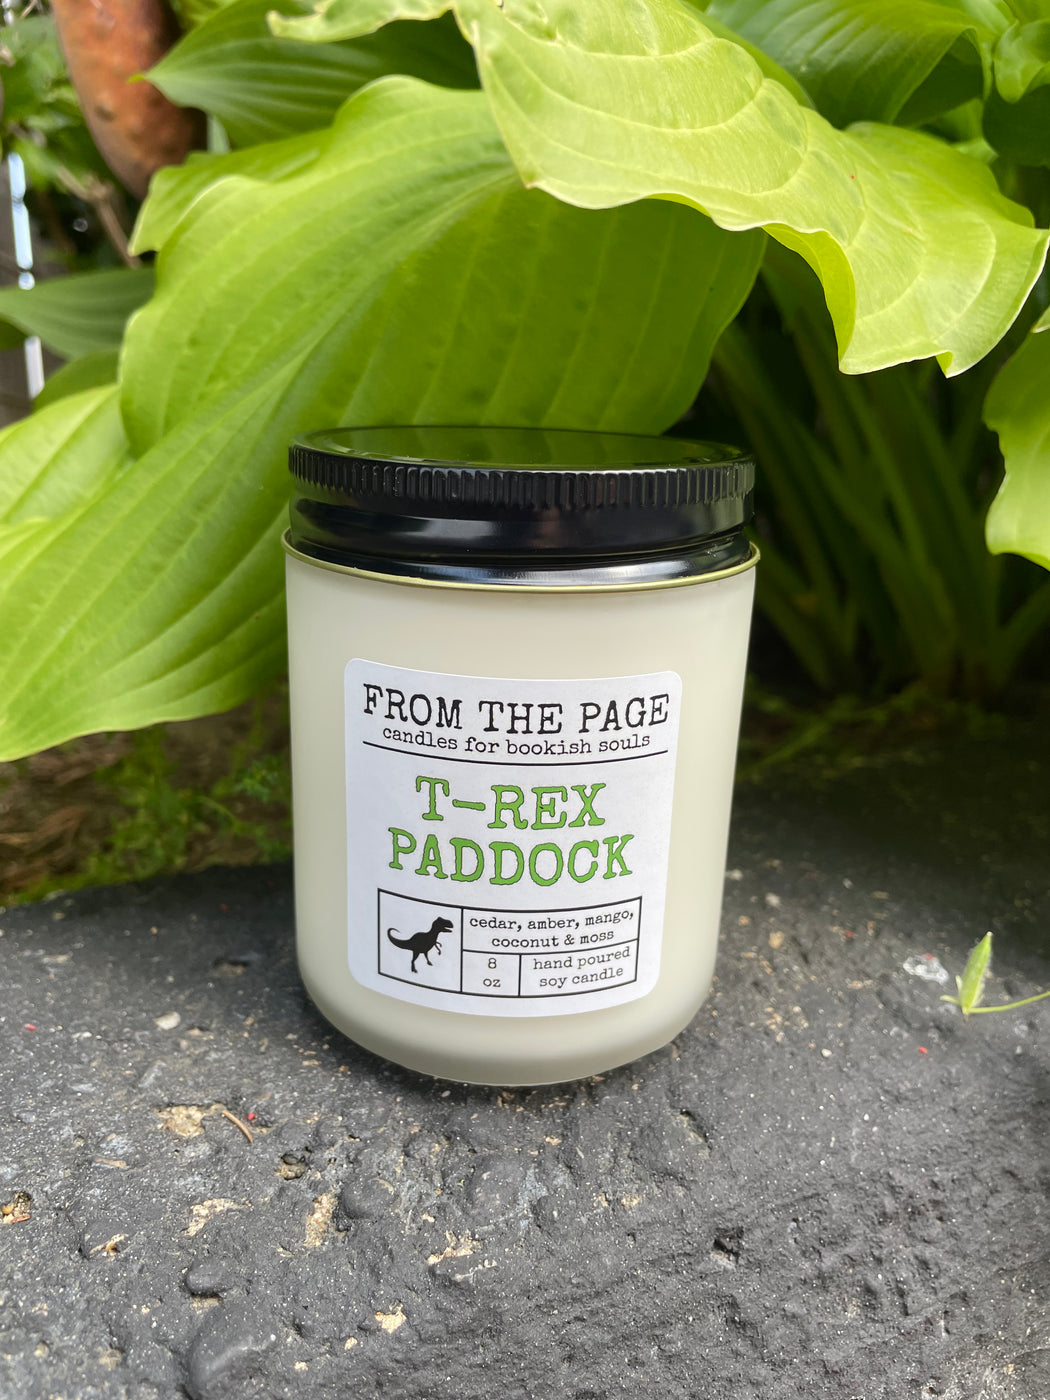 FROM THE PAGE
candles for bookish souls
T-REX
PADDOCK
cedar, amber, mango,
coconut & moss
8
oz
hand poured
soy candle